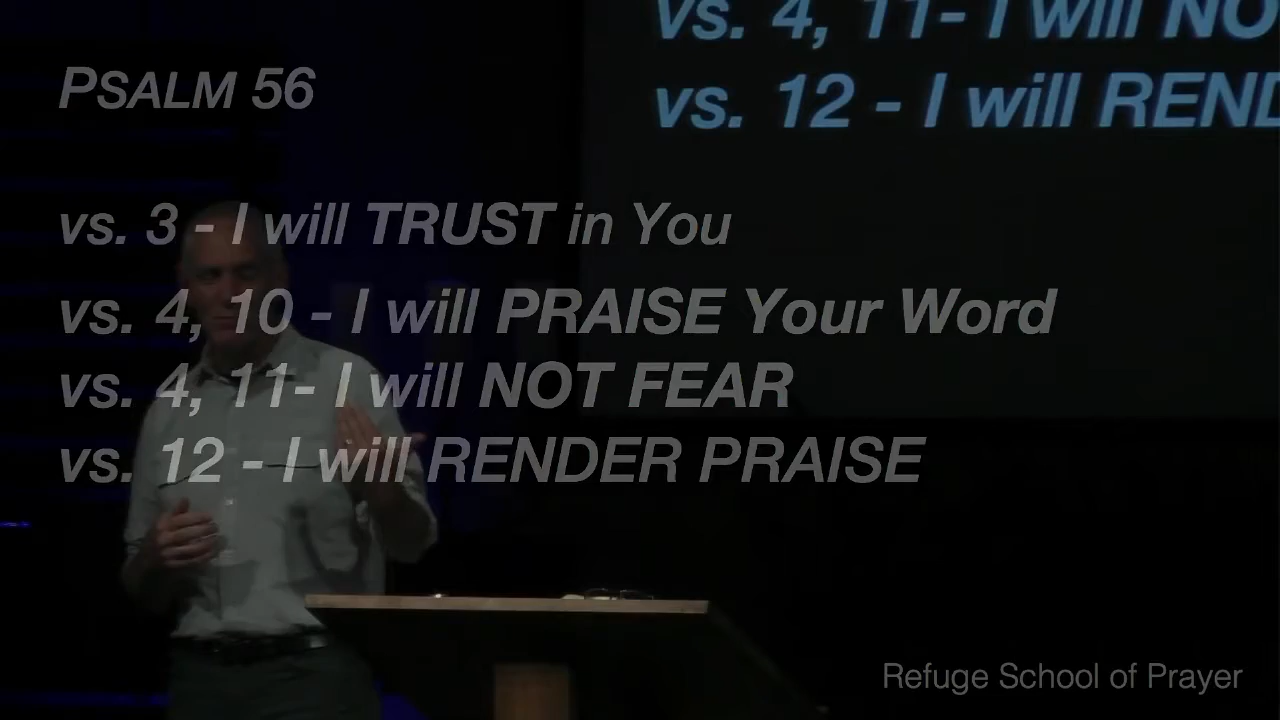 vs. 4, 11- I will NO
vs. 12 - I will REND
PSALM 56
vs. 3 - I will TRUST in You
vs. 4, 10 - I will PRAISE Your Word
vs. 4, 11- I will NOT FEAR
vs. 12 - I will RENDER PRAISE
Refuge School of Prayer